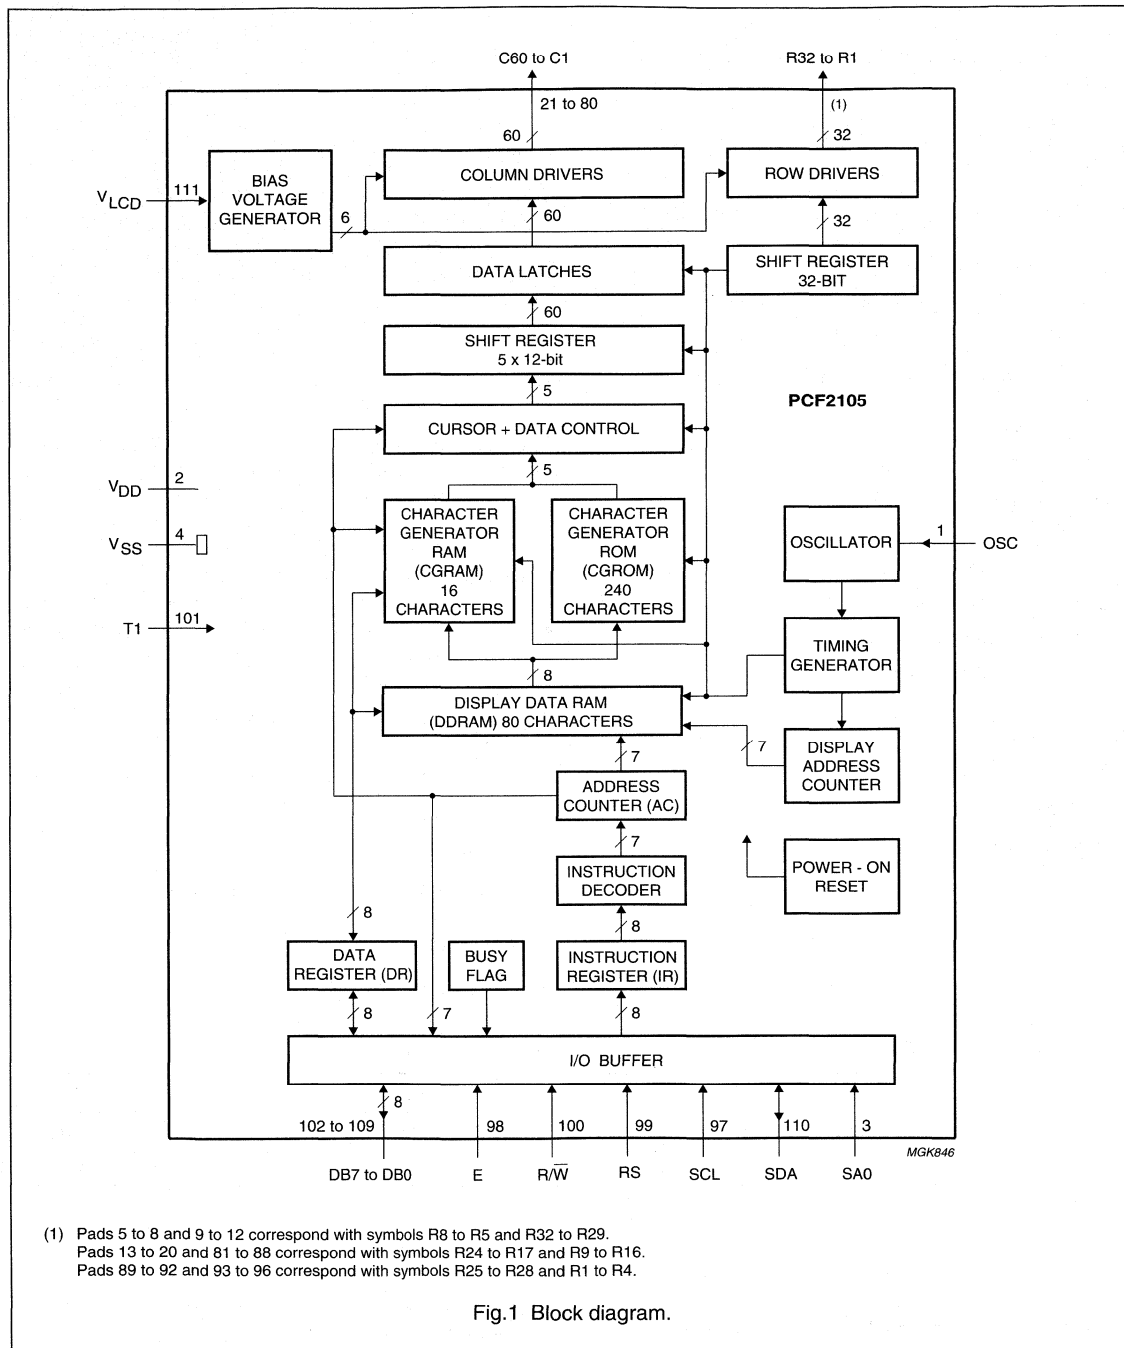 C60 to C1
R32 to R1
21 to 80
(1)
60
32
BIAS
VOLTAGE
GENERATOR
COLUMN DRIVERS
ROW DRIVERS
VLCD
111
6
60
32
DATA LATCHES
SHIFT REGISTER
32-BIT
60
SHIFT REGISTER
5 x 12-bit
5
PCF2105
CURSOR + DATA CONTROL
5
VDD
2
CHARACTER
GENERATOR
RAM
(CGRAM)
16
CHARACTERS
CHARACTER
GENERATOR
ROM
(CGROM)
240
CHARACTERS
OSCILLATOR
1
OSC
VSS
4
T1
101
TIMING
GENERATOR
8
DISPLAY DATA RAM
(DDRAM) 80 CHARACTERS
7
7
DISPLAY
ADDRESS
COUNTER
ADDRESS
COUNTER (AC)
7
INSTRUCTION
DECODER
POWER - ON
RESET
8
8
DATA
REGISTER (DR)
BUSY
FLAG
INSTRUCTION
REGISTER (IR)
8
7
8
I/O BUFFER
8
102 to 109
98
100
99
97
110
3
MGK846
DB7 to DB0
E
R/W̅
RS
SCL
SDA
SA0
(1) Pads 5 to 8 and 9 to 12 correspond with symbols R8 to R5 and R32 to R29.
Pads 13 to 20 and 81 to 88 correspond with symbols R24 to R17 and R9 to R16.
Pads 89 to 92 and 93 to 96 correspond with symbols R25 to R28 and R1 to R4.
Fig.1 Block diagram.